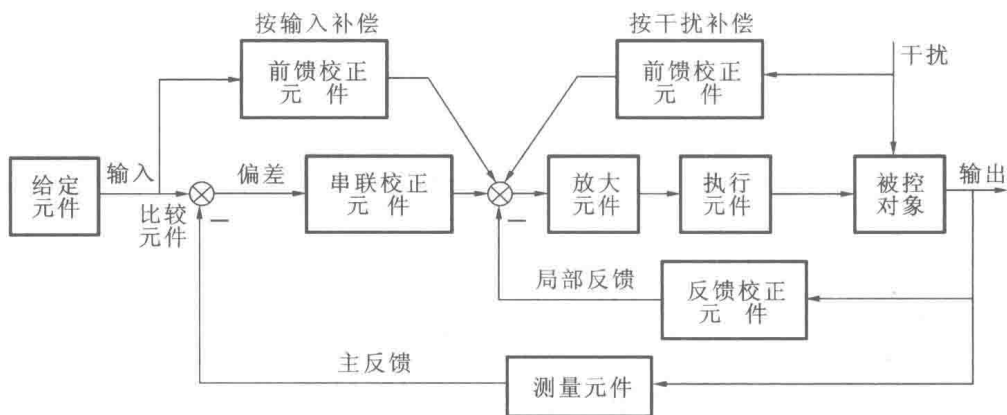 按输入补偿
按干扰补偿
前馈校正
元 件
前馈校正
元 件
干扰
给定
元件
输入
比较
元件
偏差
串联校正
元 件
放大
元件
执行
元件
被控
对象
输出
局部反馈
反馈校正
元 件
主反馈
测量元件